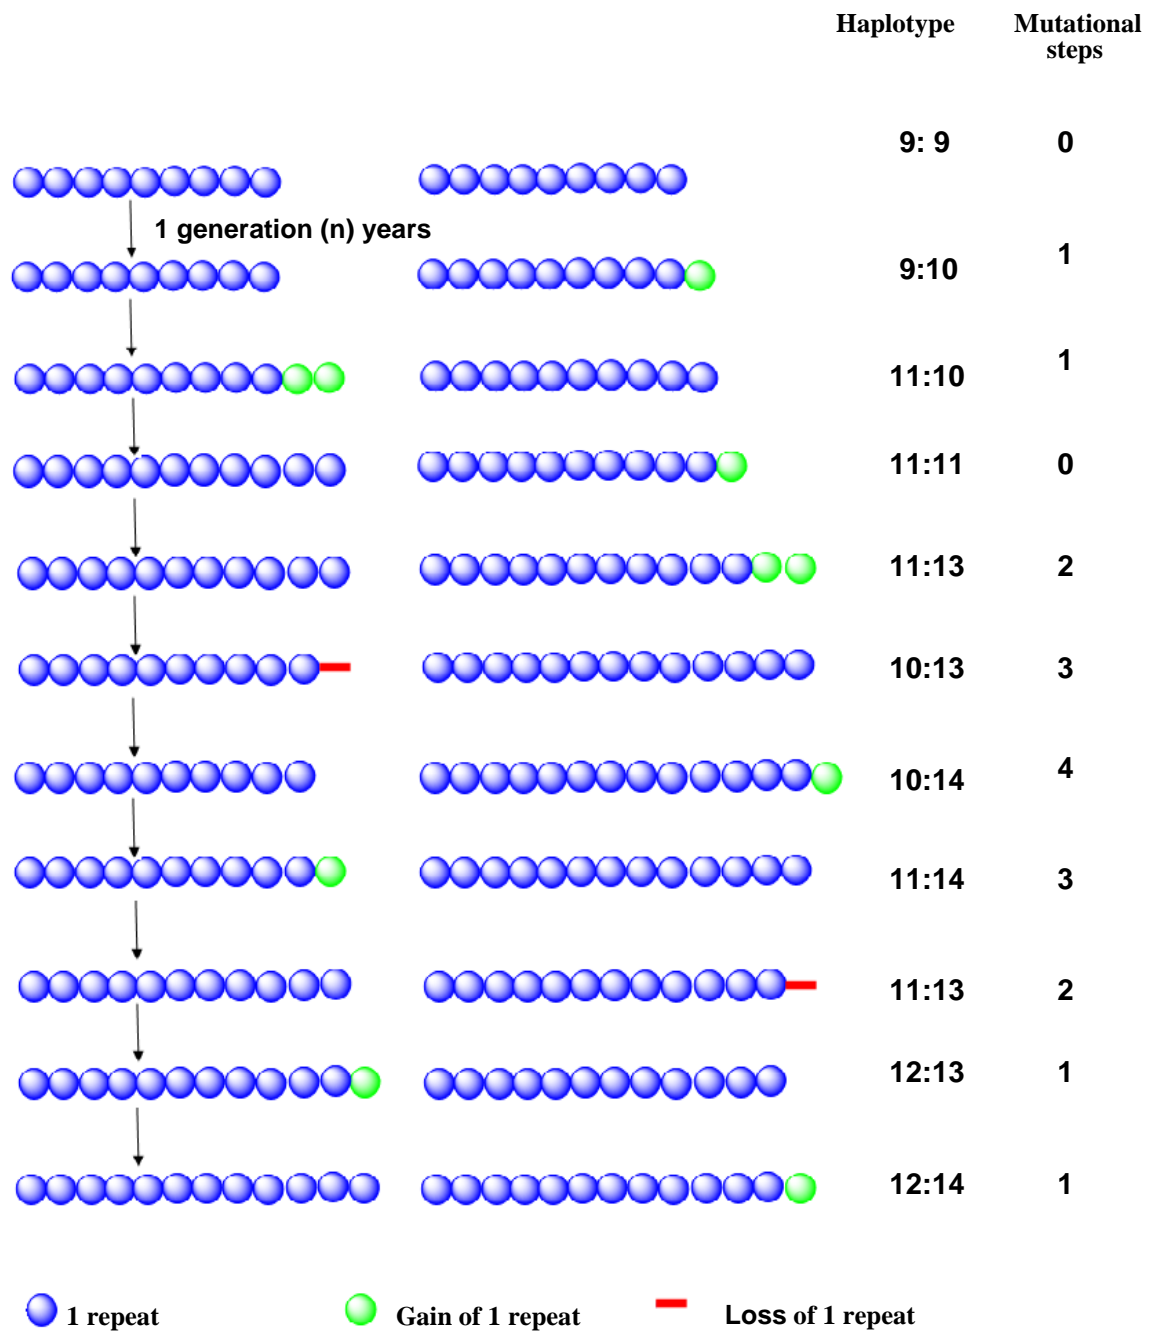 Haplotype Mutational
steps
9: 9 0
1 generation (n) years
9:10 1
11:10 1
11:11 0
11:13 2
10:13 3
10:14 4
11:14 3
11:13 2
12:13 1
12:14 1
1 repeat Gain of 1 repeat Loss of 1 repeat